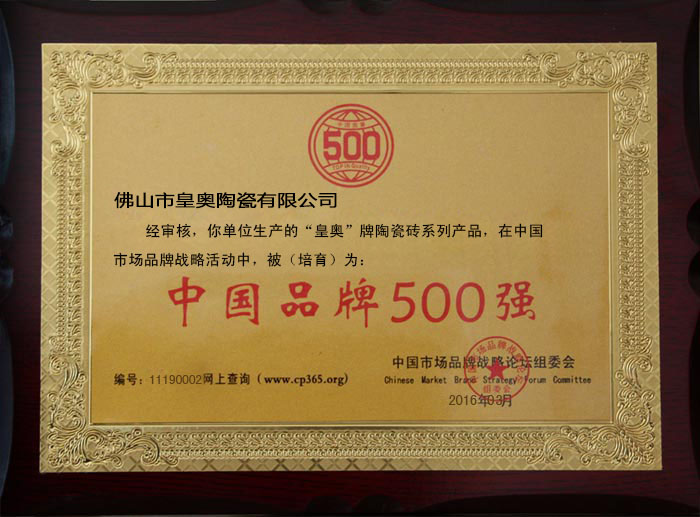 500
佛山市皇奥陶瓷有限公司
经审核，你单位生产的“皇奥”牌陶瓷砖系列产品，在中国
市场品牌战略活动中，被（培育）为：
中国品牌500强
中国市场品牌战略论坛组委会
编号：11190002网上查询（www.cp365.org）
Chinese Market Brand Strategy Forum Committee
2016年03月
组委会